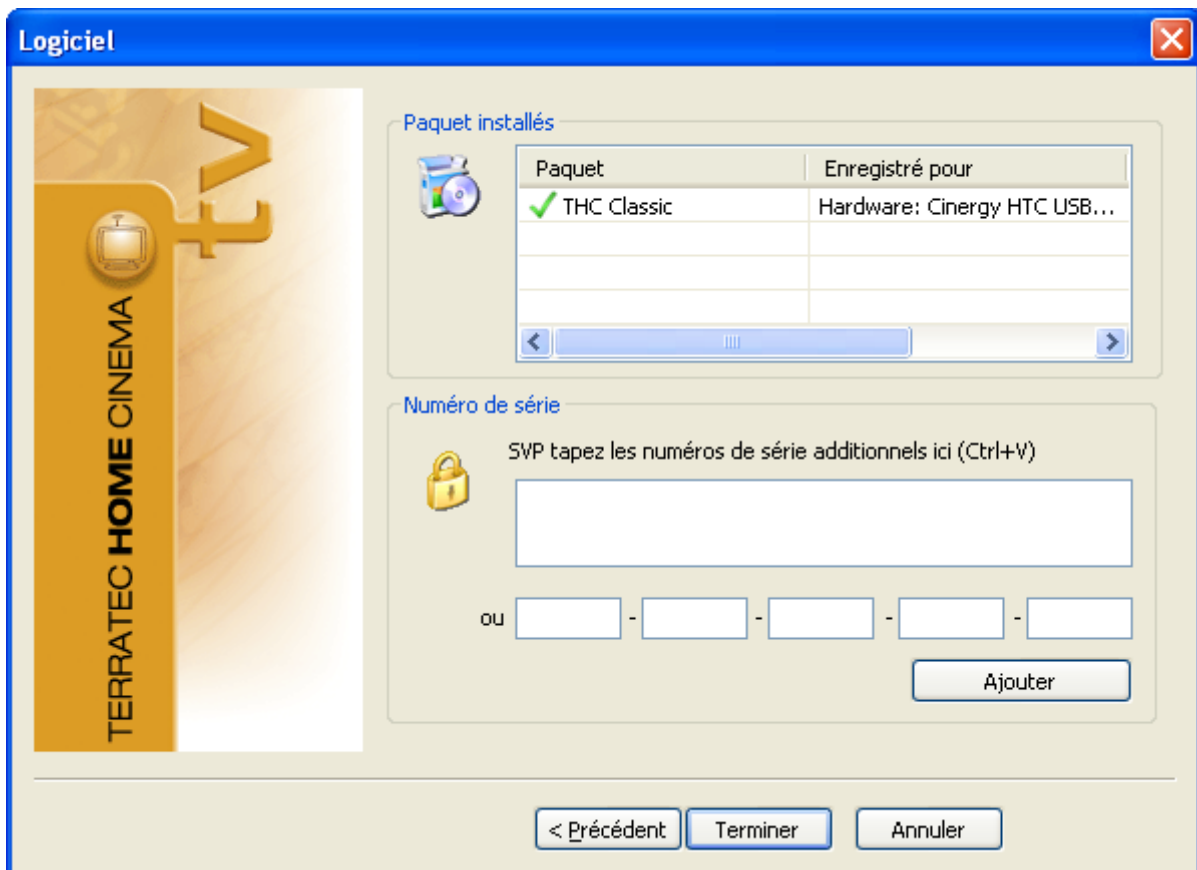 Logiciel
tv
TERRATEC HOME CINEMA
Paquet installés
Paquet Enregistré pour
THC Classic Hardware: Cinergy HTC USB...
Numéro de série
SVP tapez les numéros de série additionnels ici (Ctrl+V)
ou - - - -
Ajouter
< Précédent Terminer Annuler